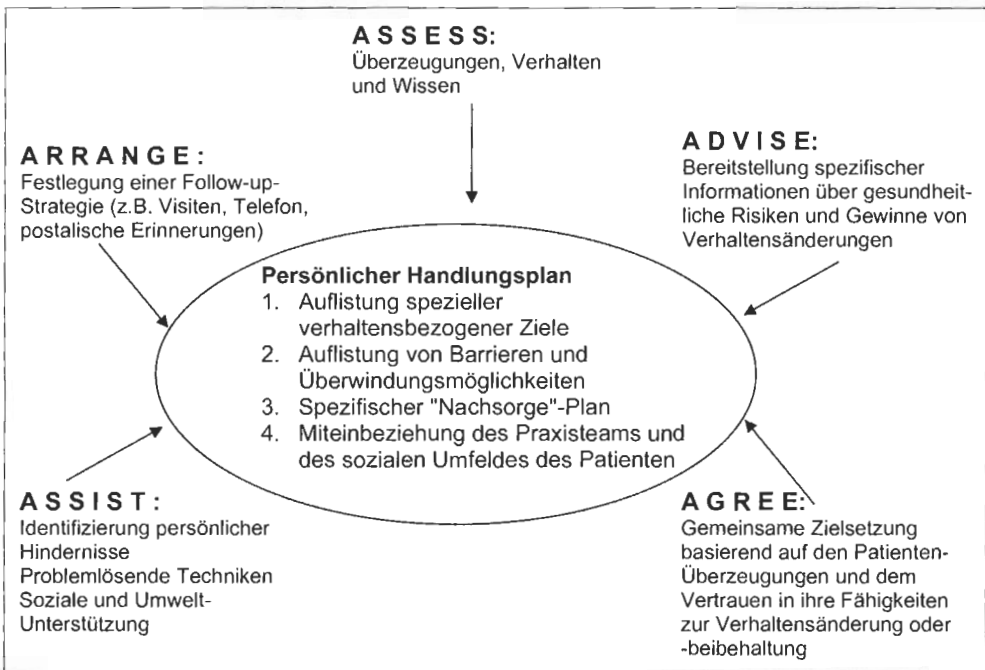 A S S E S S:
Überzeugungen, Verhalten
und Wissen
A R R A N G E :
Festlegung einer Follow-up-
Strategie (z.B. Visiten, Telefon,
postalische Erinnerungen)
A D V I S E:
Bereitstellung spezifischer
Informationen über gesundheit-
liche Risiken und Gewinne von
Verhaltensänderungen
Persönlicher Handlungsplan
1. Auflistung spezieller
verhaltensbezogener Ziele
2. Auflistung von Barrieren und
Überwindungsmöglichkeiten
3. Spezifischer "Nachsorge"-Plan
4. Miteinbeziehung des Praxisteams und
des sozialen Umfeldes des Patienten
A S S I S T :
Identifizierung persönlicher
Hindernisse
Problemlösende Techniken
Soziale und Umwelt-
Unterstützung
A G R E E:
Gemeinsame Zielsetzung
basierend auf den Patienten-
Überzeugungen und dem
Vertrauen in ihre Fähigkeiten
zur Verhaltensänderung oder
-beibehaltung